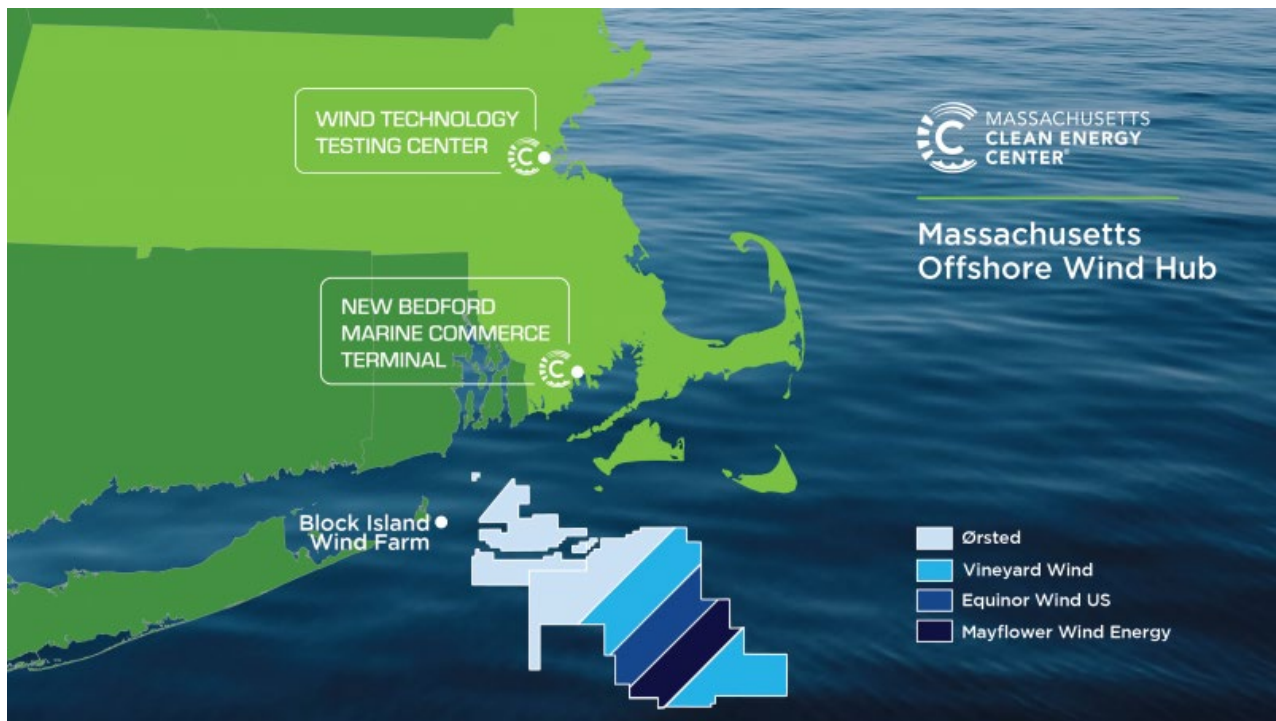 WIND TECHNOLOGY
TESTING CENTER
C
MASSACHUSETTS
CLEAN ENERGY
CENTER®
Massachusetts
Offshore Wind Hub
NEW BEDFORD
MARINE COMMERCE
TERMINAL
C
C
Block Island
Wind Farm
Ørsted
Vineyard Wind
Equinor Wind US
Mayflower Wind Energy